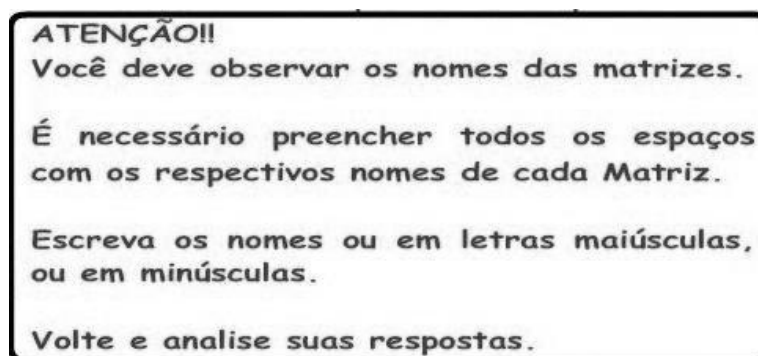 ATENÇÃO!!
Você deve observar os nomes das matrizes.
É necessário preencher todos os espaços
com os respectivos nomes de cada Matriz.
Escreva os nomes ou em letras maiúsculas,
ou em minúsculas.
Volte e analise suas respostas.